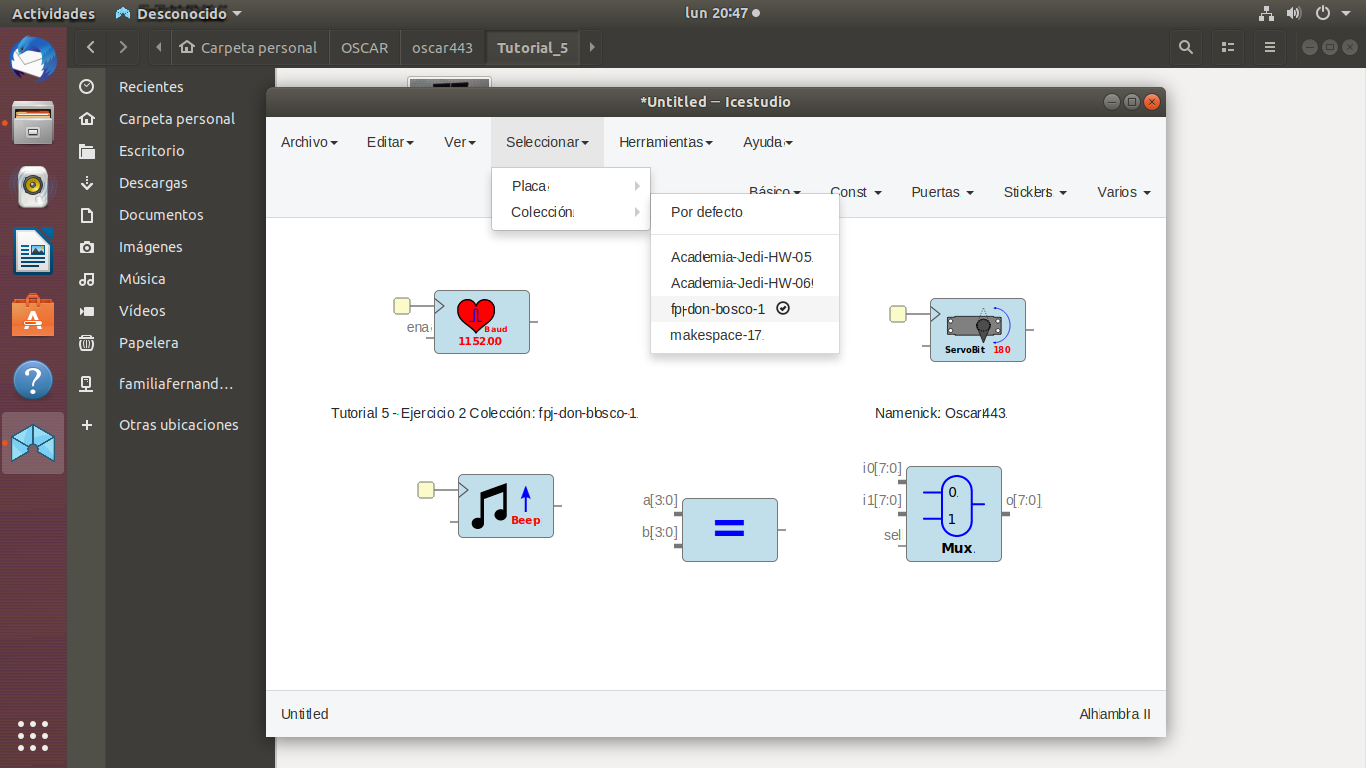 Actividades
Desconocido
lun 20:47
Carpeta personal
OSCAR
oscar443
Tutorial_5
Recientes
Carpeta personal
Escritorio
Descargas
Documentos
Imágenes
Música
Vídeos
Papelera
familiafernand...
Otras ubicaciones
*Untitled — Icestudio
Archivo
Editar
Ver
Seleccionar
Herramientas
Ayuda
Básico
Const
Puertas
Stickers
Varios
Placa
Colección
Por defecto
Academia-Jedi-HW-05
Academia-Jedi-HW-06
fpj-don-bosco-1
makespace-17
ena
Baud
115200
ServoBit 180
Tutorial 5 - Ejercicio 2 Colección: fpj-don-bosco-1
Namenick: Oscar443
Beep
a[3:0]
b[3:0]
=
i0[7:0]
i1[7:0]
sel
0
1
Mux
o[7:0]
Untitled
Alhambra II